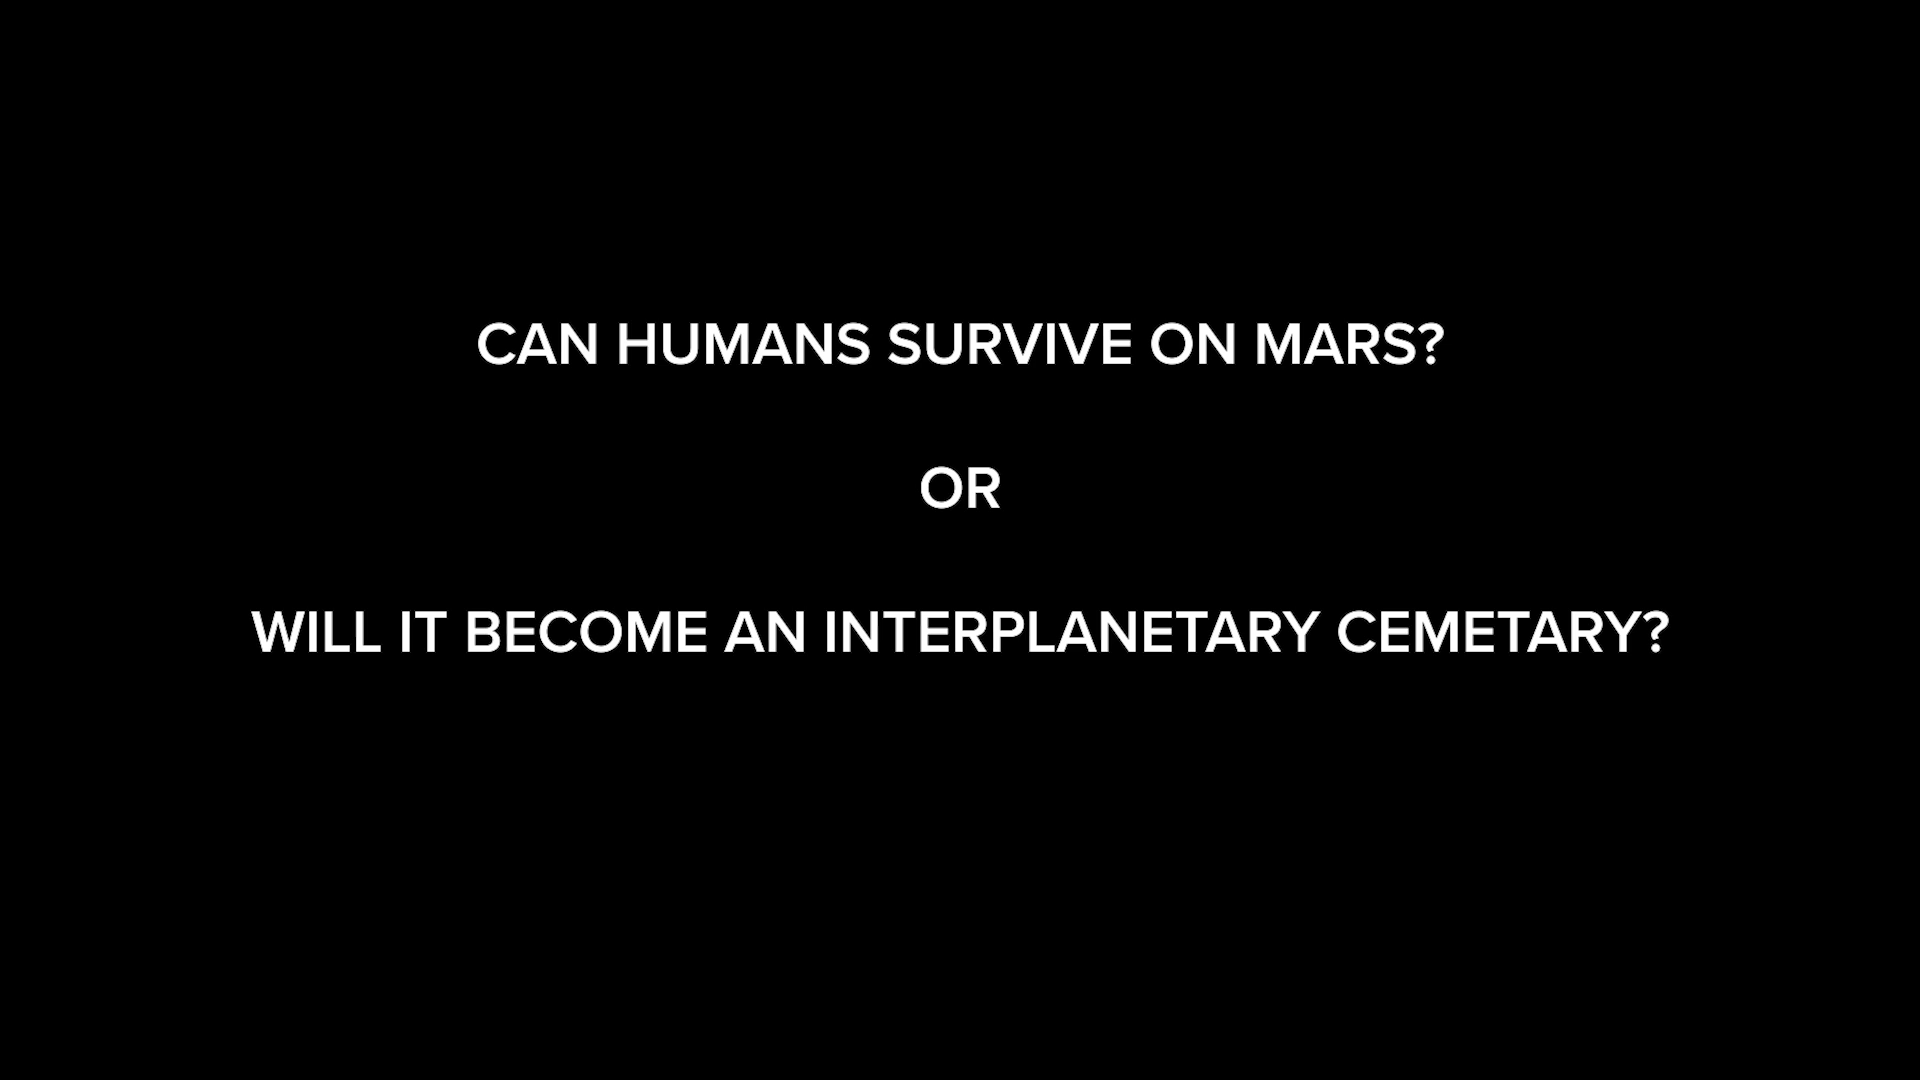 CAN HUMANS SURVIVE ON MARS?
OR
WILL IT BECOME AN INTERPLANETARY CEMETARY?